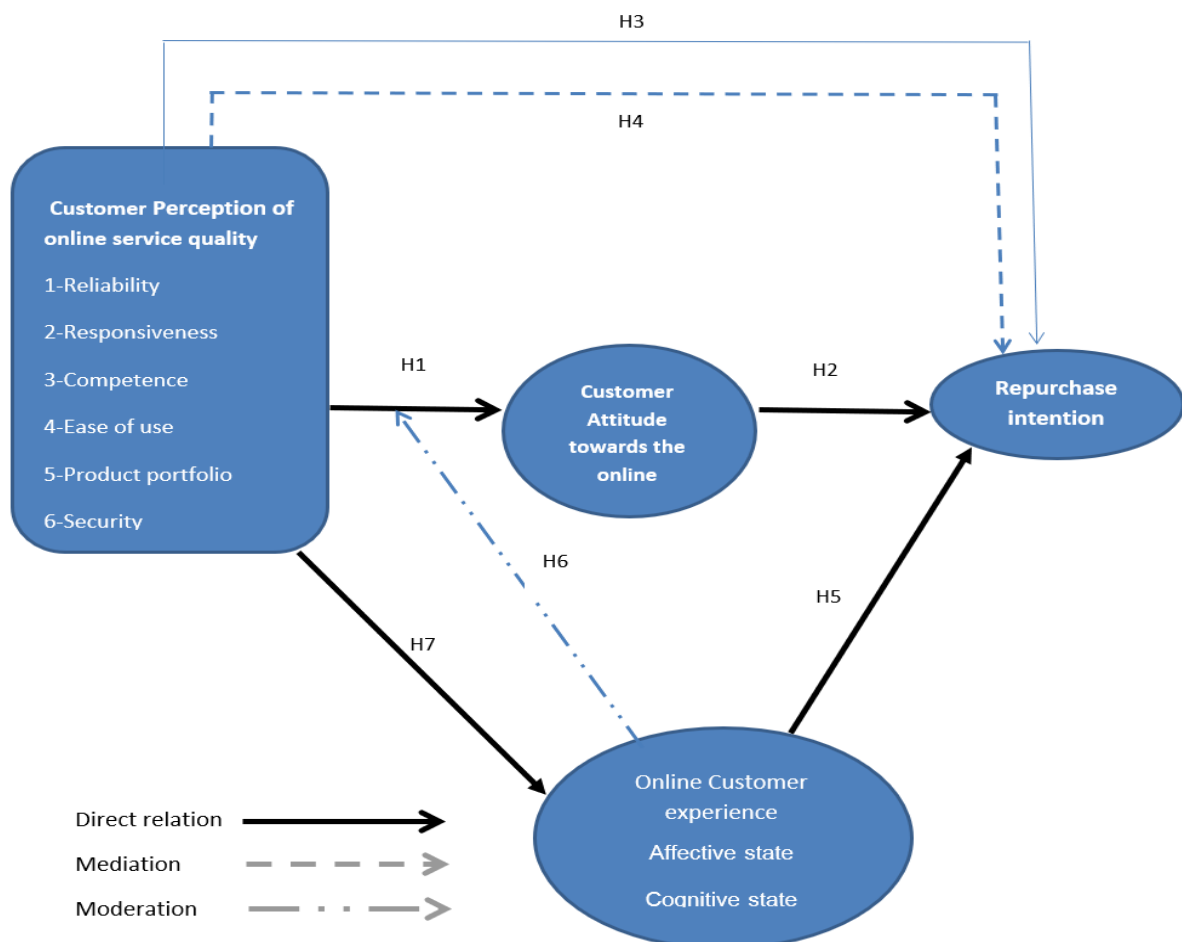 H3
H4
Customer Perception of
online service quality
1-Reliability
2-Responsiveness
3-Competence
4-Ease of use
5-Product portfolio
6-Security
H1
Customer
Attitude
towards the
online
H2
Repurchase
intention
H6
H7
H5
Online Customer
experience
Affective state
Cognitive state
Direct relation
Mediation
Moderation